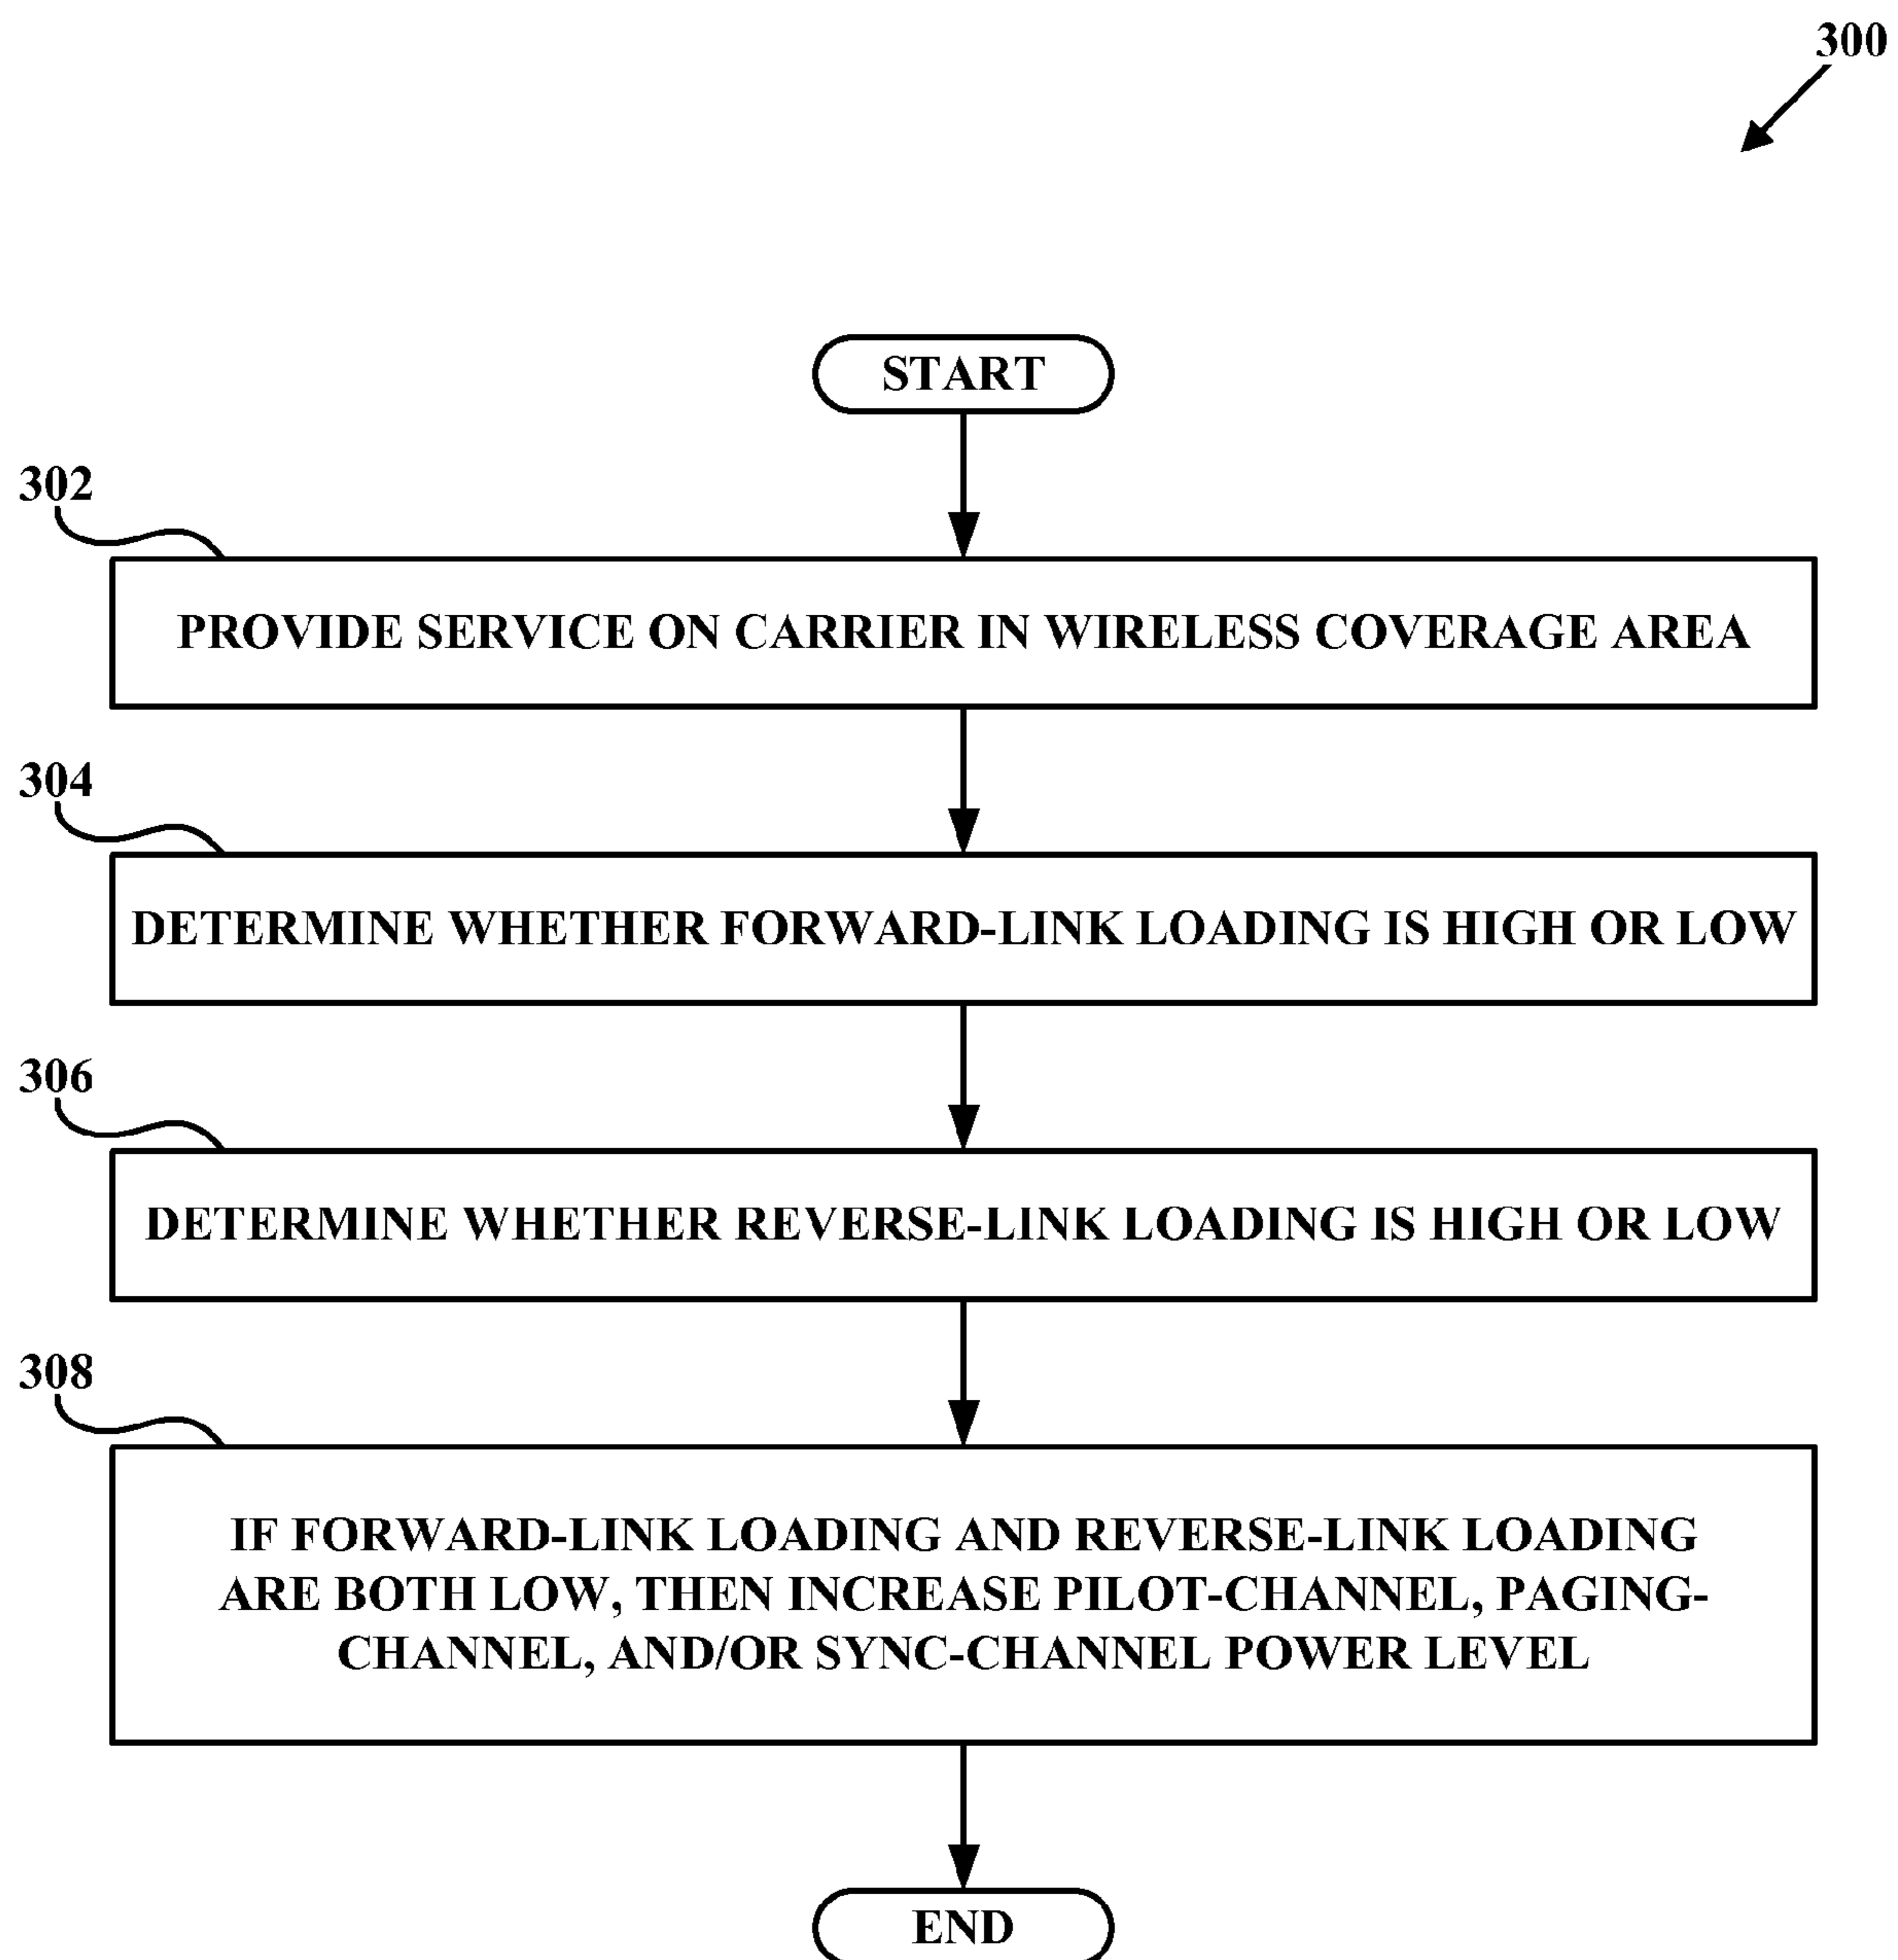 300
START
302
PROVIDE SERVICE ON CARRIER IN WIRELESS COVERAGE AREA
304
DETERMINE WHETHER FORWARD-LINK LOADING IS HIGH OR LOW
306
DETERMINE WHETHER REVERSE-LINK LOADING IS HIGH OR LOW
308
IF FORWARD-LINK LOADING AND REVERSE-LINK LOADING
ARE BOTH LOW, THEN INCREASE PILOT-CHANNEL, PAGING-
CHANNEL, AND/OR SYNC-CHANNEL POWER LEVEL
END